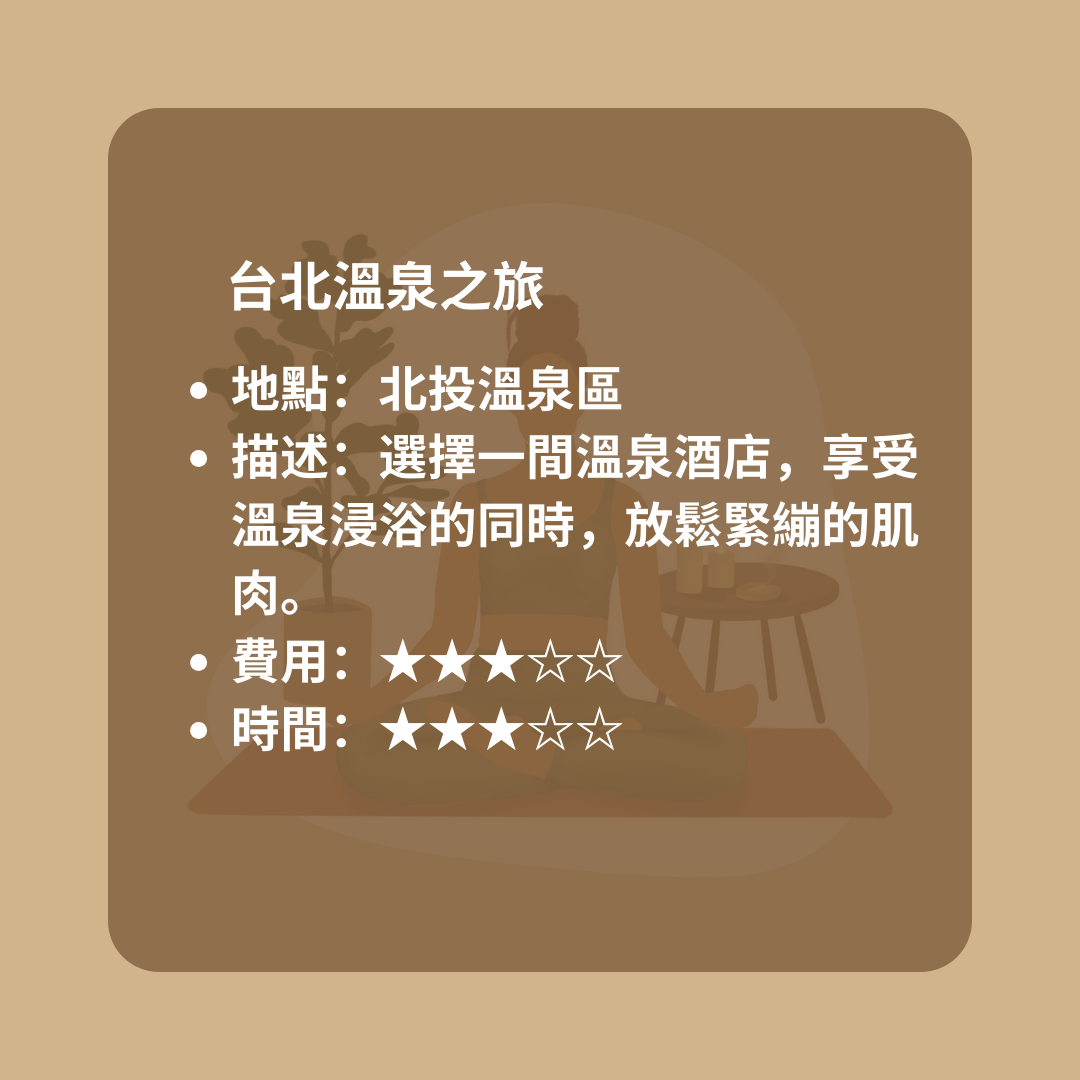 台北溫泉之旅
• 地點：北投溫泉區
• 描述：選擇一間溫泉酒店，享受
溫泉浸浴的同時，放鬆緊繃的肌
肉。
• 費用：★★★☆☆
• 時間：★★★☆☆